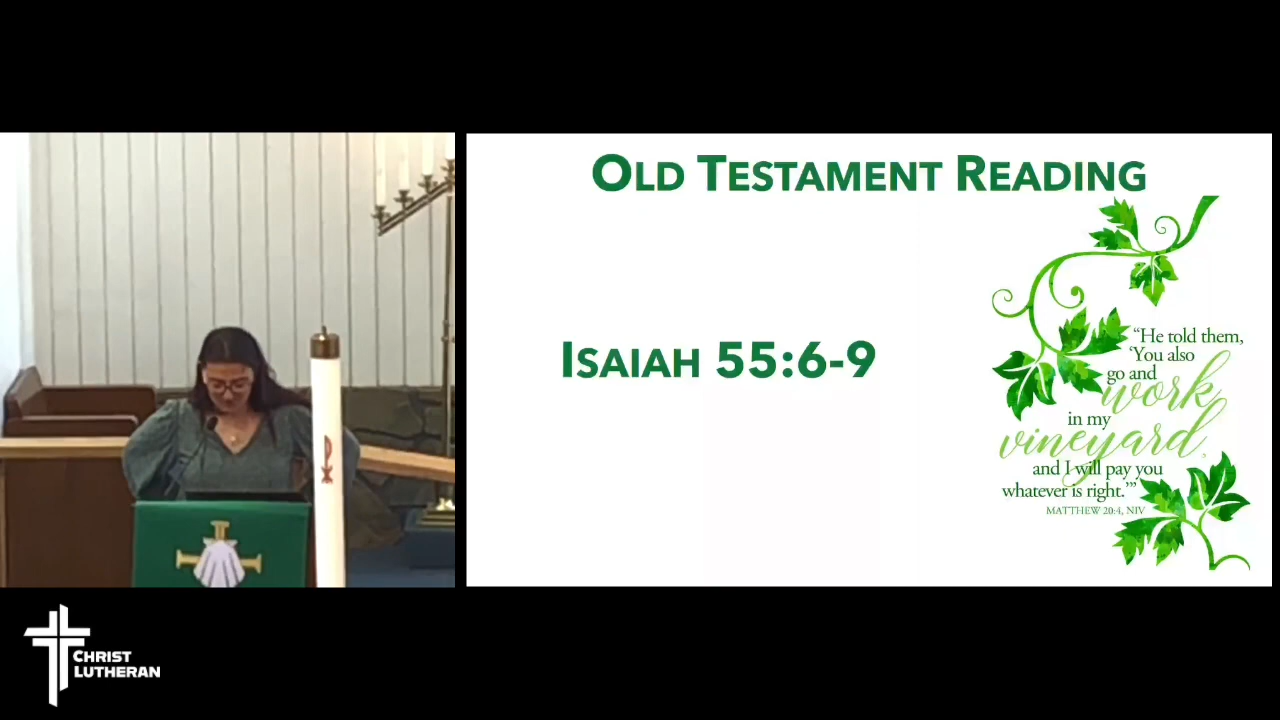 OLD TESTAMENT READING
ISAIAH 55:6-9
“He told them,
‘You also
go and
work
in my
vineyard,
and I will pay you
whatever is right.’”
MATTHEW 20:4, NIV
CHRIST
LUTHERAN